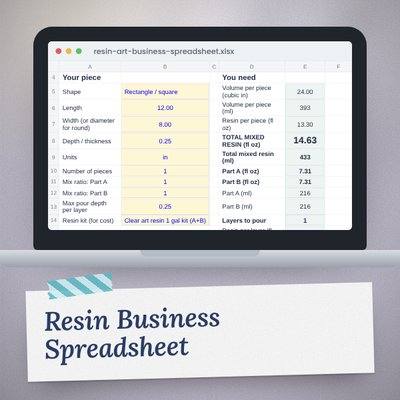 resin-art-business-spreadsheet.xlsx
A B C D E F
4 Your piece You need
5 Shape Rectangle / square Volume per piece (cubic in) 24.00
6 Length 12.00 Volume per piece (ml) 393
7 Width (or diameter for round) 8.00 Resin per piece (fl oz) 13.30
8 Depth / thickness 0.25 TOTAL MIXED RESIN (fl oz) 14.63
9 Units in Total mixed resin (ml) 433
10 Number of pieces 1 Part A (fl oz) 7.31
11 Mix ratio: Part A 1 Part B (fl oz) 7.31
12 Mix ratio: Part B 1 Part A (ml) 216
13 Max pour depth per layer 0.25 Part B (ml) 216
14 Resin kit (for cost) Clear art resin 1 gal kit (A+B) Layers to pour 1
Resin Business
Spreadsheet